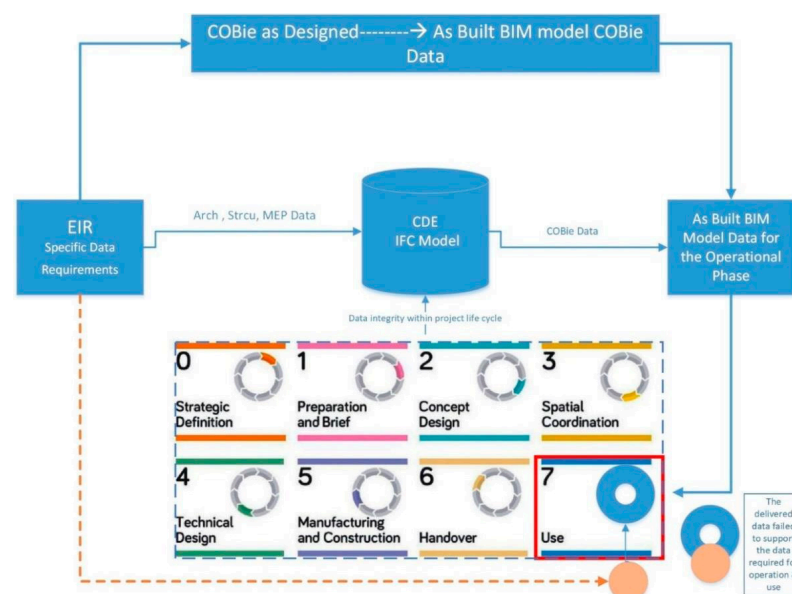 COBie as Designed--------→ As Built BIM model COBie
Data
EIR
Specific Data
Requirements
Arch , Strcu, MEP Data
CDE
IFC Model
COBie Data
As Built BIM
Model Data for
the Operational
Phase
Data integrity within project life cycle
0
Strategic
Definition
1
Preparation
and Brief
2
Concept
Design
3
Spatial
Coordination
4
Technical
Design
5
Manufacturing
and Construction
6
Handover
7
Use
The
delivered
data failed
to support
the data
required
operation
use